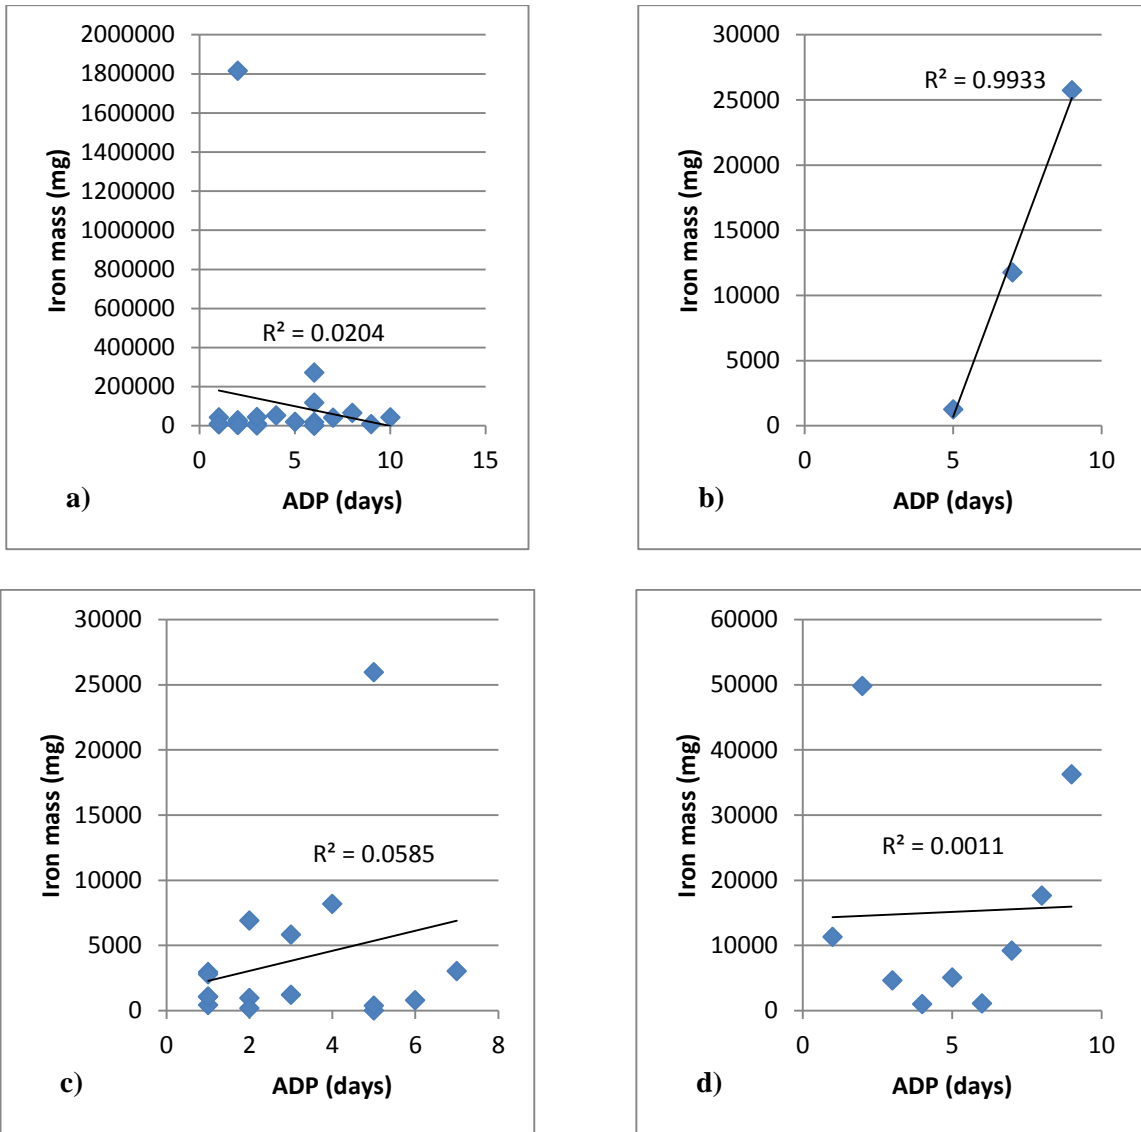 2000000
1800000
1600000
1400000
1200000
1000000
800000
600000
400000
200000
0
Iron mass (mg)
R² = 0.0204
0 5 10 15
ADP (days)
a)
30000
25000
20000
15000
10000
5000
0
Iron mass (mg)
R² = 0.9933
0 5 10
ADP (days)
b)
30000
25000
20000
15000
10000
5000
0
Iron mass (mg)
R² = 0.0585
0 2 4 6 8
ADP (days)
c)
60000
50000
40000
30000
20000
10000
0
Iron mass (mg)
R² = 0.0011
0 5 10
ADP (days)
d)